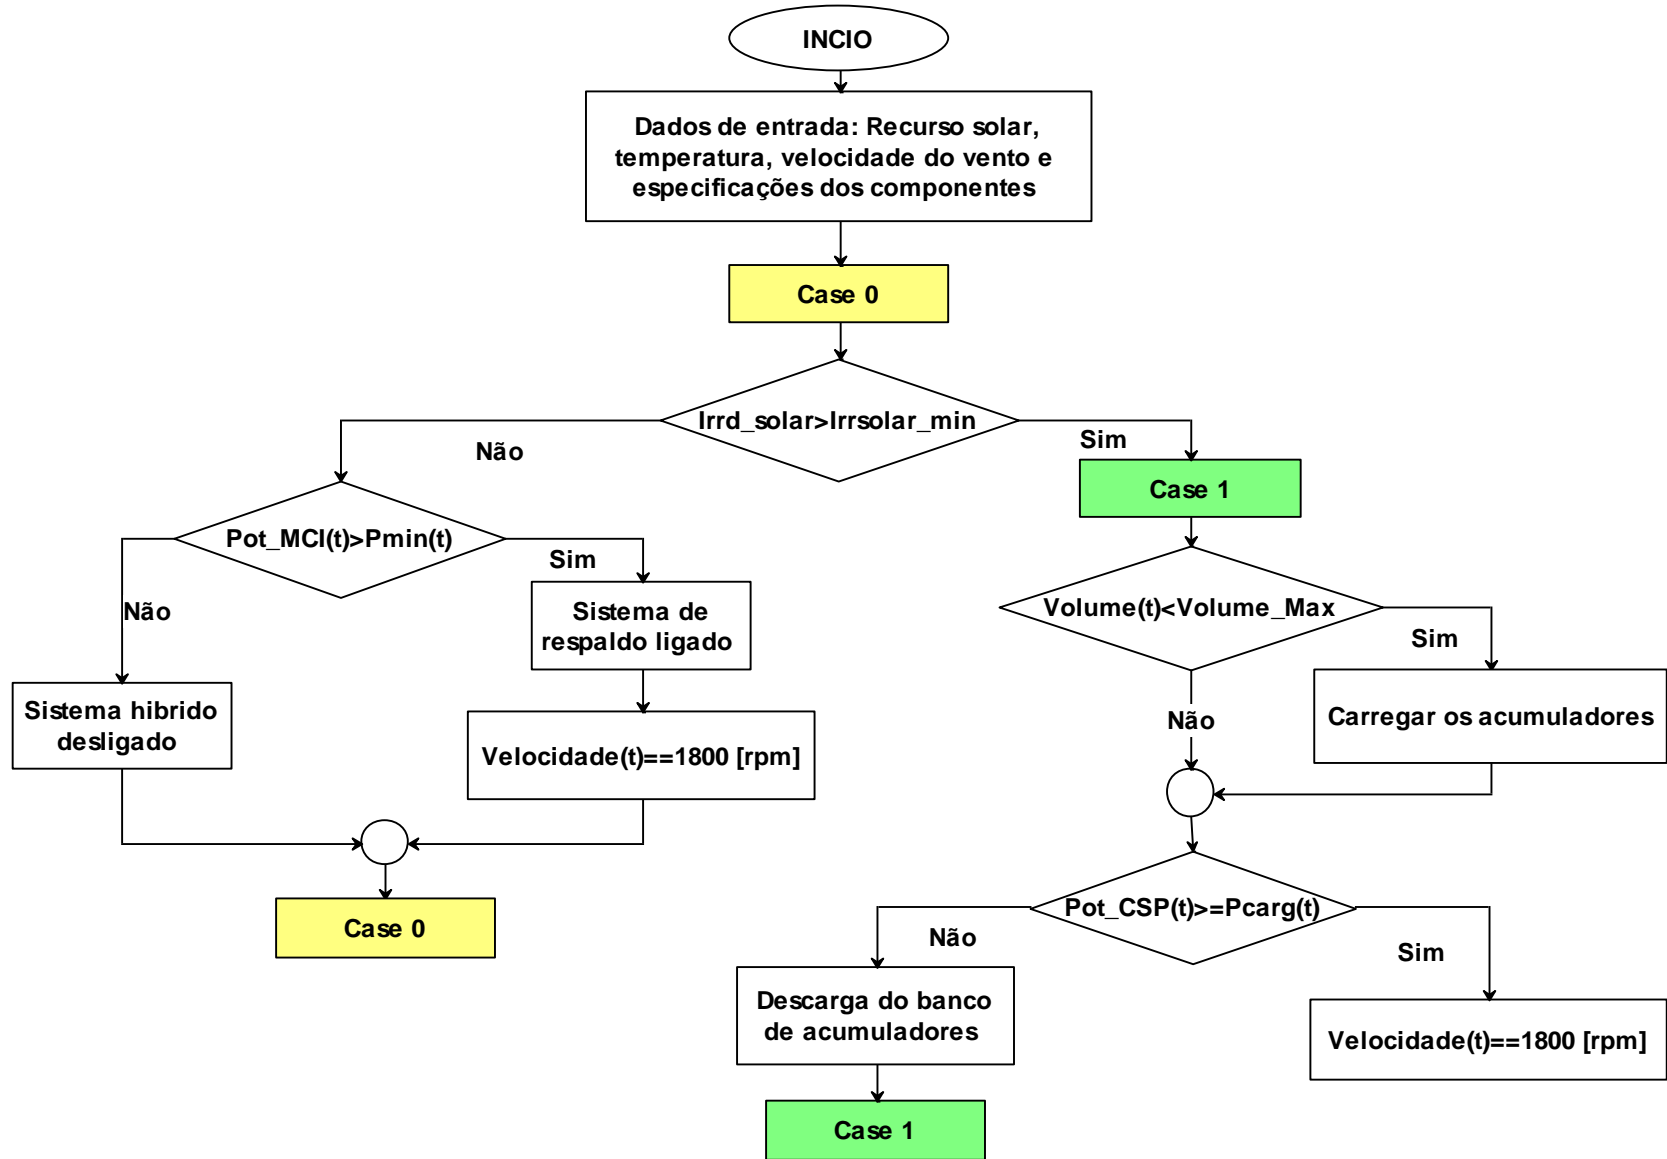 INCIO
Dados de entrada: Recurso solar,
temperatura, velocidade do vento e
especificações dos componentes
Case 0
Irrd_solar>Irrsolar_min
Não
Sim
Case 1
Pot_MCI(t)>Pmin(t)
Sim
Não
Sistema de
respaldo ligado
Volume(t)<Volume_Max
Sim
Sistema hibrido
desligado
Não
Carregar os acumuladores
Velocidade(t)==1800 [rpm]
Case 0
Pot_CSP(t)>=Pcarg(t)
Não
Sim
Descarga do banco
de acumuladores
Velocidade(t)==1800 [rpm]
Case 1